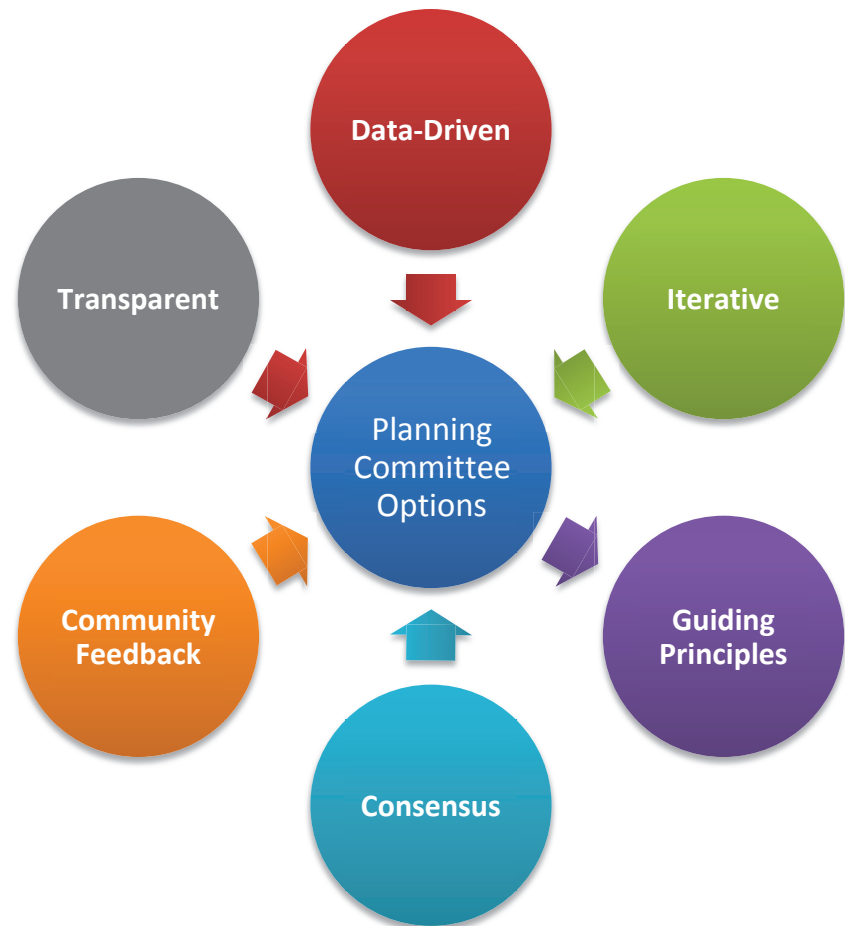 Data-Driven
Transparent
Iterative
Planning
Committee
Options
Community
Feedback
Guiding
Principles
Consensus